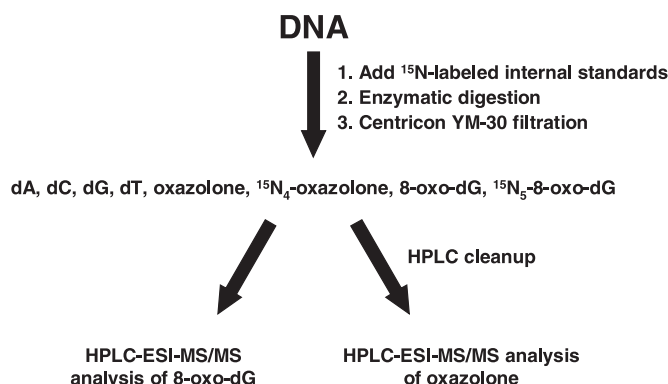 DNA
1. Add ¹⁵N-labeled internal standards
2. Enzymatic digestion
3. Centricon YM-30 filtration
dA, dC, dG, dT, oxazolone, ¹⁵N₄-oxazolone, 8-oxo-dG, ¹⁵N₅-8-oxo-dG
HPLC cleanup
HPLC-ESI-MS/MS
analysis of 8-oxo-dG
HPLC-ESI-MS/MS analysis
of oxazolone